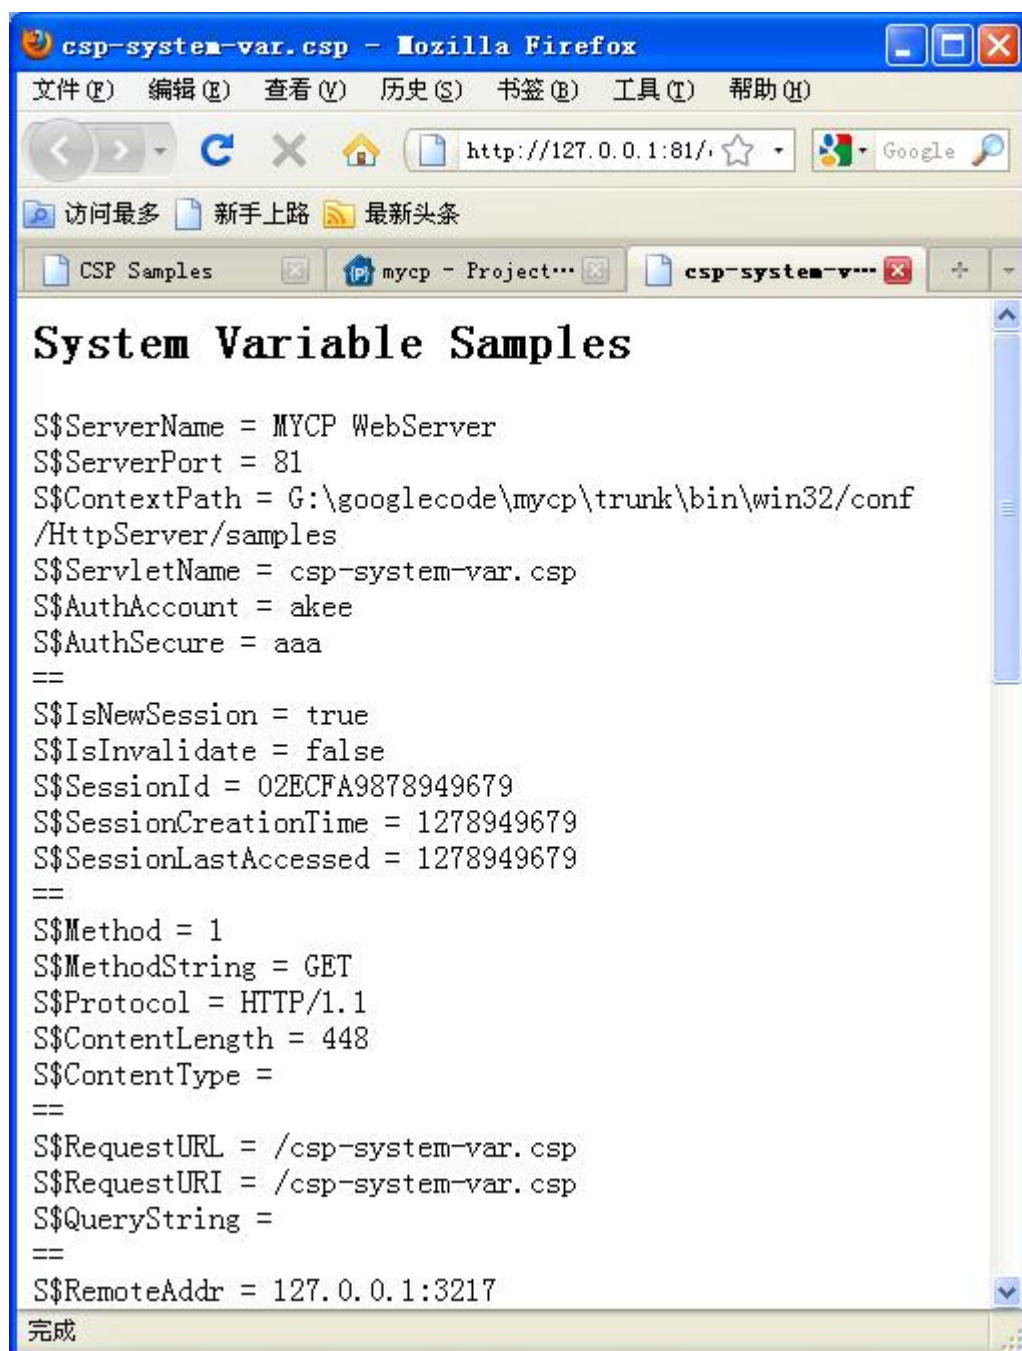 csp-system-var.csp - Mozilla Firefox
文件(F) 编辑(E) 查看(V) 历史(S) 书签(B) 工具(T) 帮助(H)
http://127.0.0.1:81/ Google
访问最多 新手上路 最新头条
CSP Samples mycp - Project... csp-system-v...
System Variable Samples
S$ServerName = MYCP WebServer
S$ServerPort = 81
S$ContextPath = G:\googlecode\mycp\trunk\bin\win32/conf
/HttpServer/samples
S$ServletName = csp-system-var.csp
S$AuthAccount = akee
S$AuthSecure = aaa
==
S$IsNewSession = true
S$IsInvalidate = false
S$SessionId = 02ECFA9878949679
S$SessionCreationTime = 1278949679
S$SessionLastAccessed = 1278949679
==
S$Method = 1
S$MethodString = GET
S$Protocol = HTTP/1.1
S$ContentLength = 448
S$ContentType =
==
S$RequestURL = /csp-system-var.csp
S$RequestURI = /csp-system-var.csp
S$QueryString =
==
S$RemoteAddr = 127.0.0.1:3217
完成